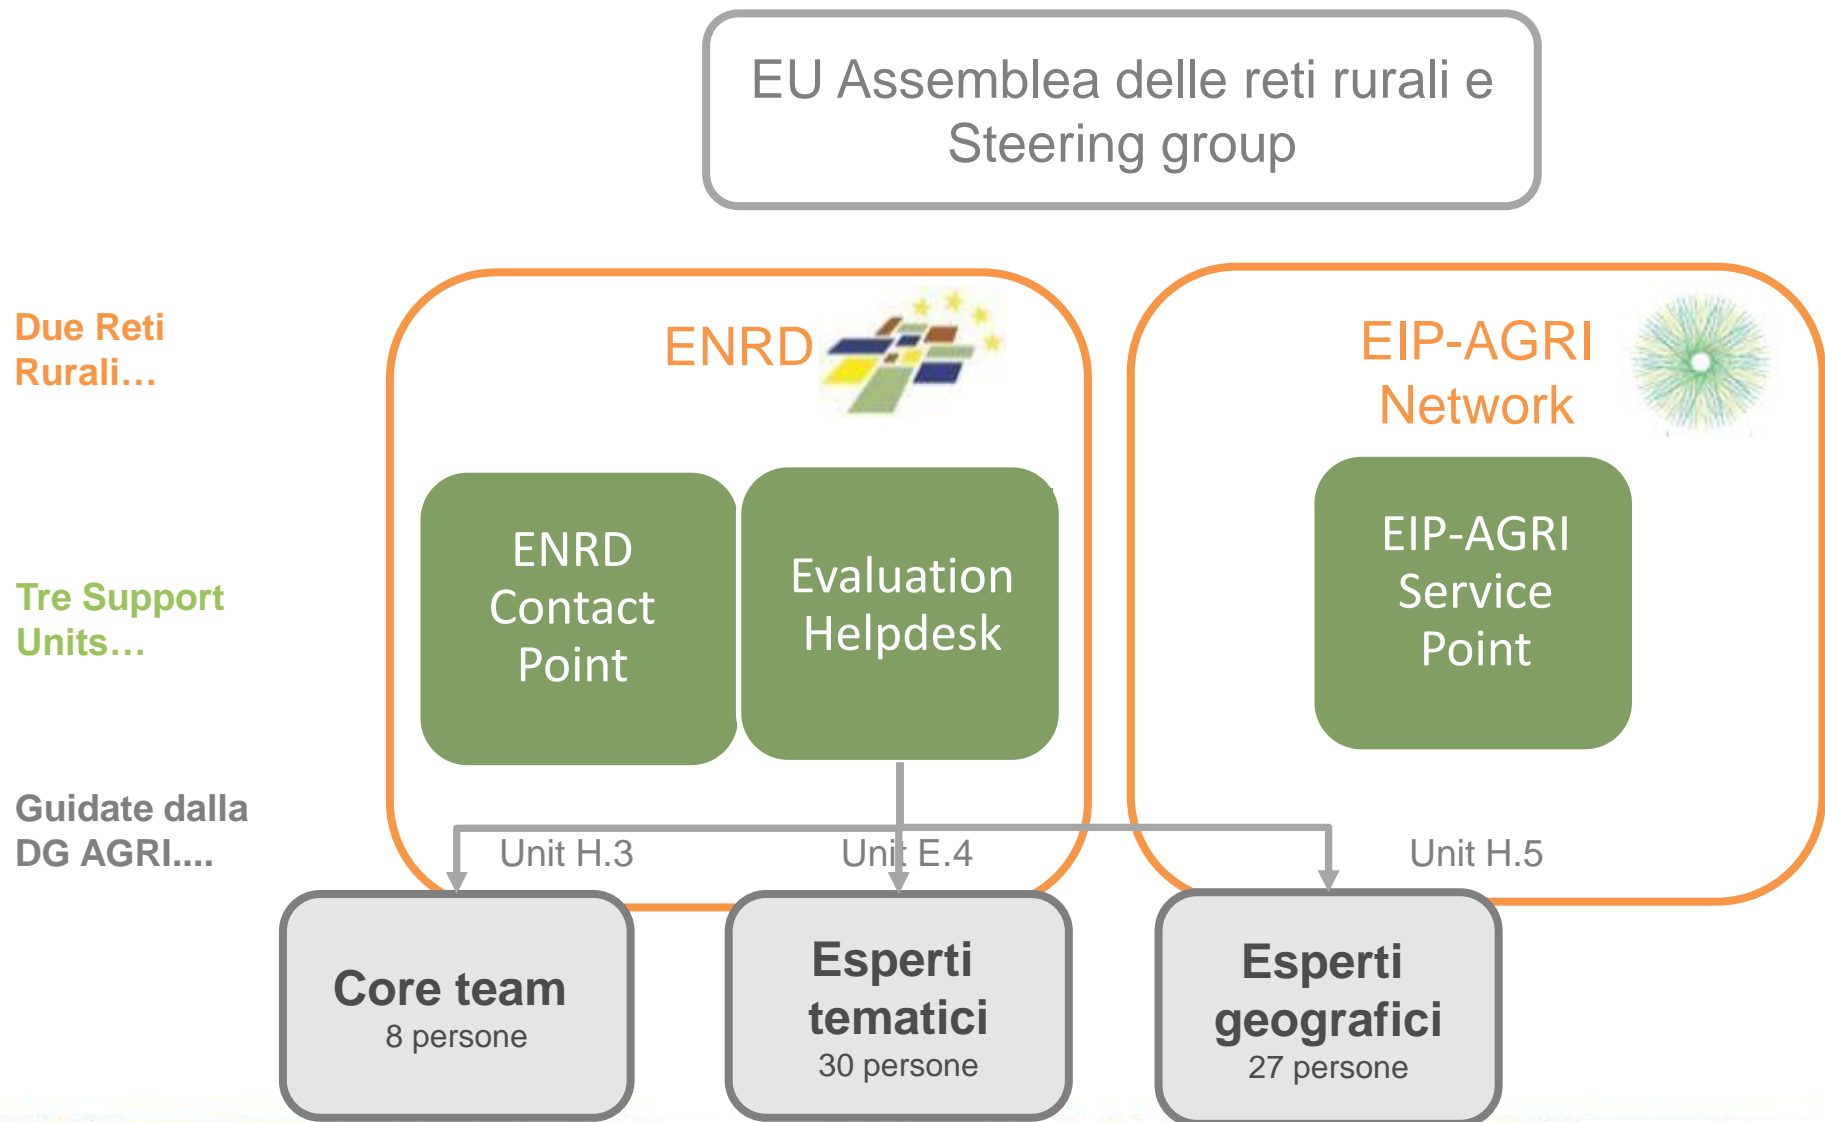 EU Assemblea delle reti rurali e
Steering group
Due Reti
Rurali…
ENRD
EIP-AGRI
Network
Tre Support
Units…
ENRD
Contact
Point
Evaluation
Helpdesk
EIP-AGRI
Service
Point
Guidate dalla
DG AGRI....
Unit H.3
Unit E.4
Unit H.5
Core team
8 persone
Esperti
tematici
30 persone
Esperti
geografici
27 persone